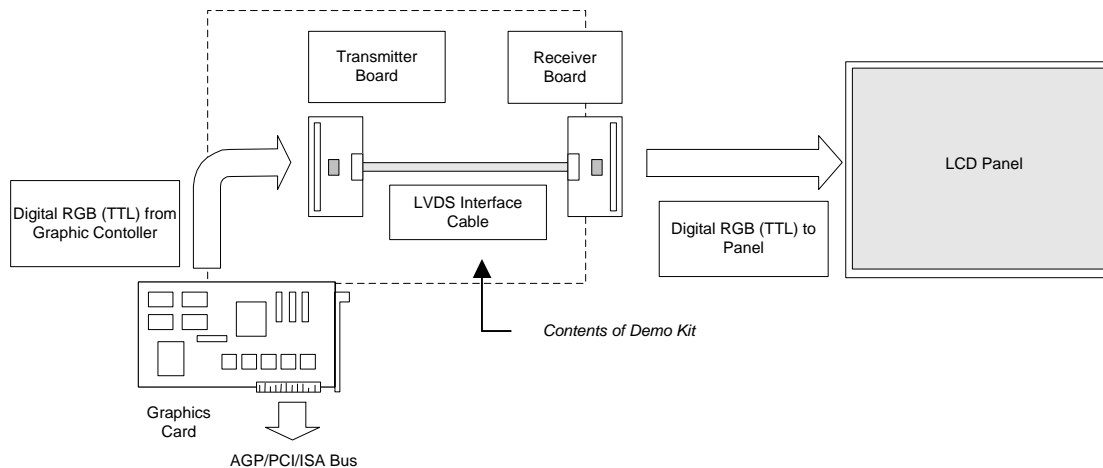 Transmitter
Board
Receiver
Board
LCD Panel
Digital RGB (TTL) from
Graphic Contoller
LVDS Interface
Cable
Digital RGB (TTL) to
Panel
Contents of Demo Kit
Graphics
Card
AGP/PCI/ISA Bus